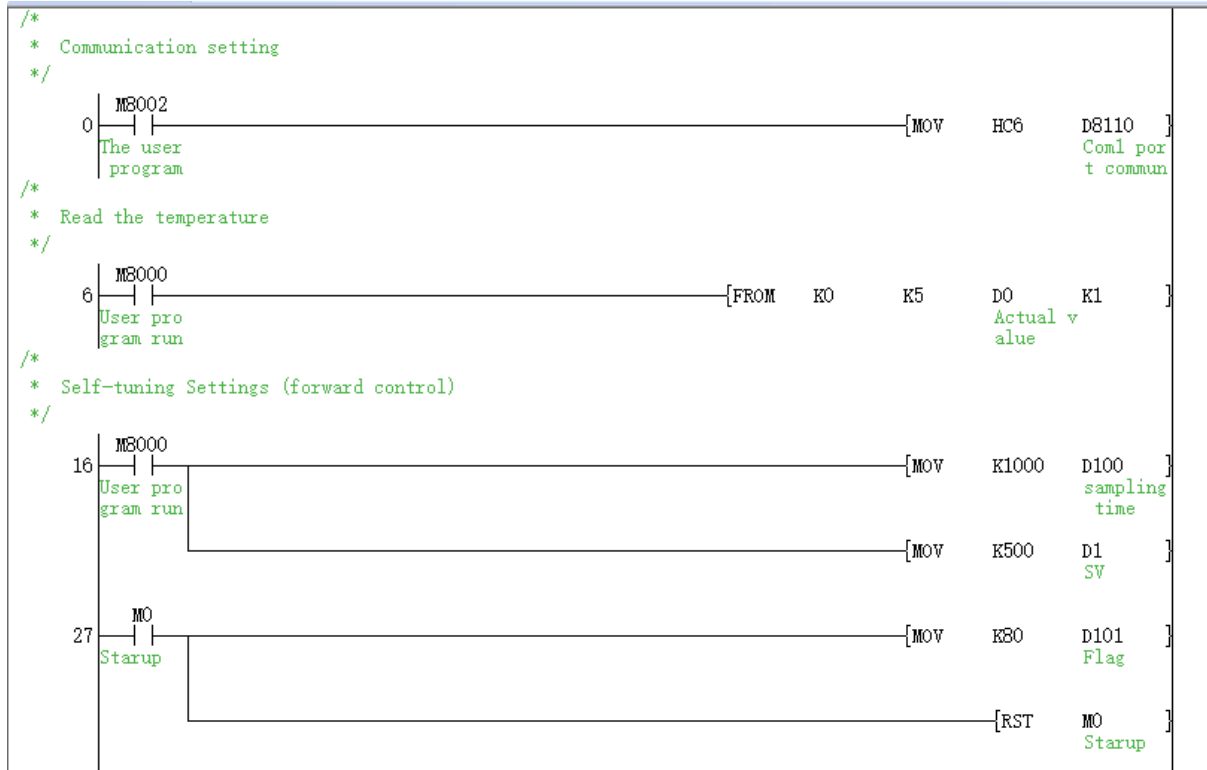 /*
* Communication setting
*/
M8002
0 [MOV HC6 D8110 ]
The user Com1 por
program t commun
/*
* Read the temperature
*/
M8000
6 [FROM K0 K5 D0 K1 ]
User pro Actual v
gram run alue
/*
* Self-tuning Settings (forward control)
*/
M8000
16 [MOV K1000 D100 ]
User pro sampling
gram run time
[MOV K500 D1 ]
SV
M0
27 [MOV K80 D101 ]
Starup Flag
[RST M0 ]
Starup